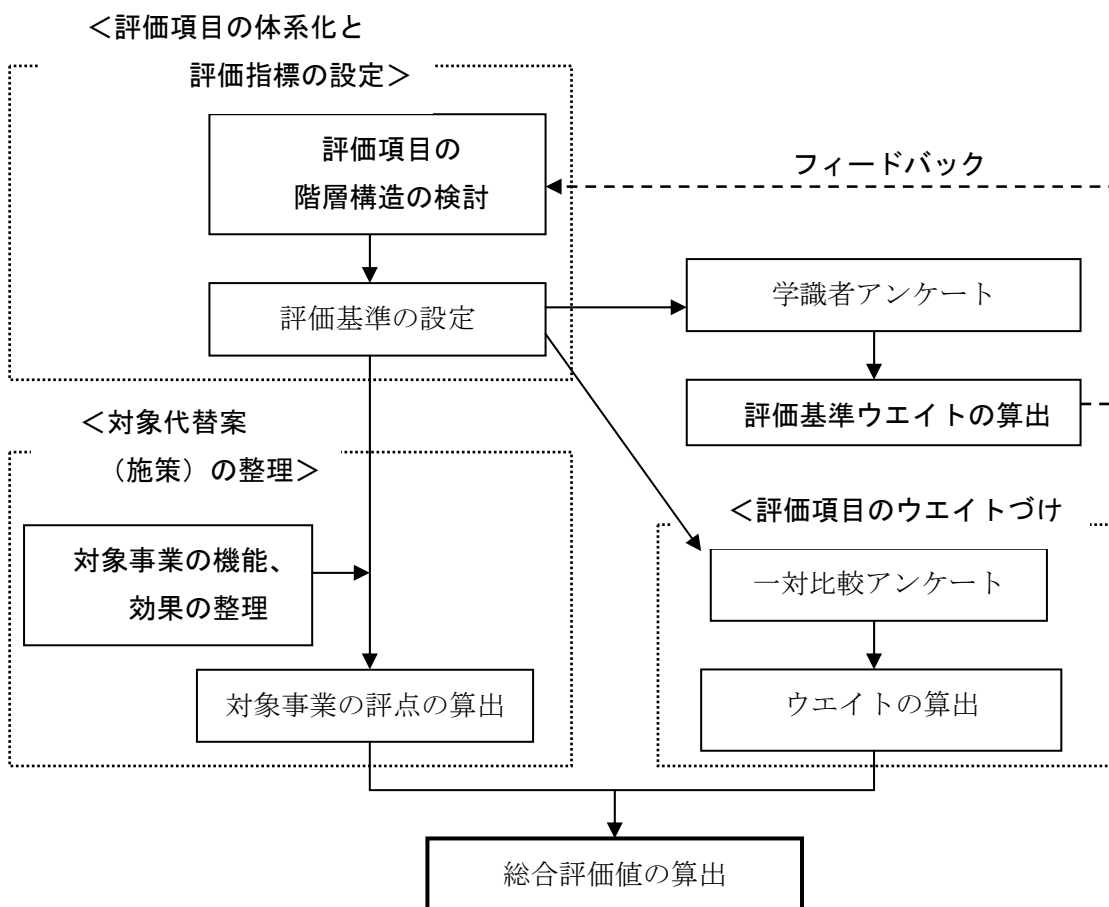 ＜評価項目の体系化と
評価指標の設定＞
評価項目の
階層構造の検討
フィードバック
評価基準の設定
学識者アンケート
評価基準ウエイトの算出
＜対象代替案
（施策）の整理＞
対象事業の機能、
効果の整理
対象事業の評点の算出
＜評価項目のウエイトづけ
一対比較アンケート
ウエイトの算出
総合評価値の算出